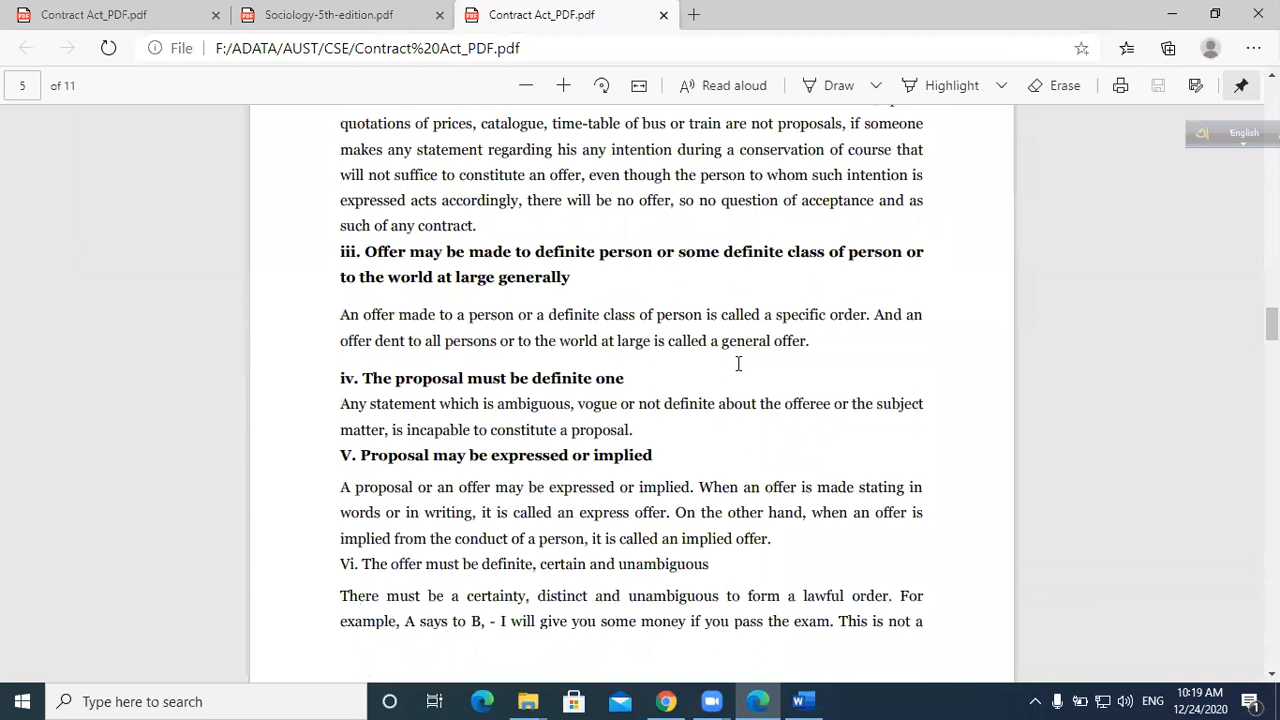 Contract Act_PDF.pdf
Sociology-5th-edition.pdf
Contract Act_PDF.pdf
File F:/ADATA/AUST/CSE/Contract%20Act_PDF.pdf
5 of 11
Read aloud
Draw
Highlight
Erase
English
quotations of prices, catalogue, time-table of bus or train are not proposals, if someone
makes any statement regarding his any intention during a conservation of course that
will not suffice to constitute an offer, even though the person to whom such intention is
expressed acts accordingly, there will be no offer, so no question of acceptance and as
such of any contract.
iii. Offer may be made to definite person or some definite class of person or
to the world at large generally
An offer made to a person or a definite class of person is called a specific order. And an
offer dent to all persons or to the world at large is called a general offer.
iv. The proposal must be definite one
Any statement which is ambiguous, vogue or not definite about the offeree or the subject
matter, is incapable to constitute a proposal.
V. Proposal may be expressed or implied
A proposal or an offer may be expressed or implied. When an offer is made stating in
words or in writing, it is called an express offer. On the other hand, when an offer is
implied from the conduct of a person, it is called an implied offer.
Vi. The offer must be definite, certain and unambiguous
There must be a certainty, distinct and unambiguous to form a lawful order. For
example, A says to B, - I will give you some money if you pass the exam. This is not a
Type here to search
ENG
10:19 AM
12/24/2020